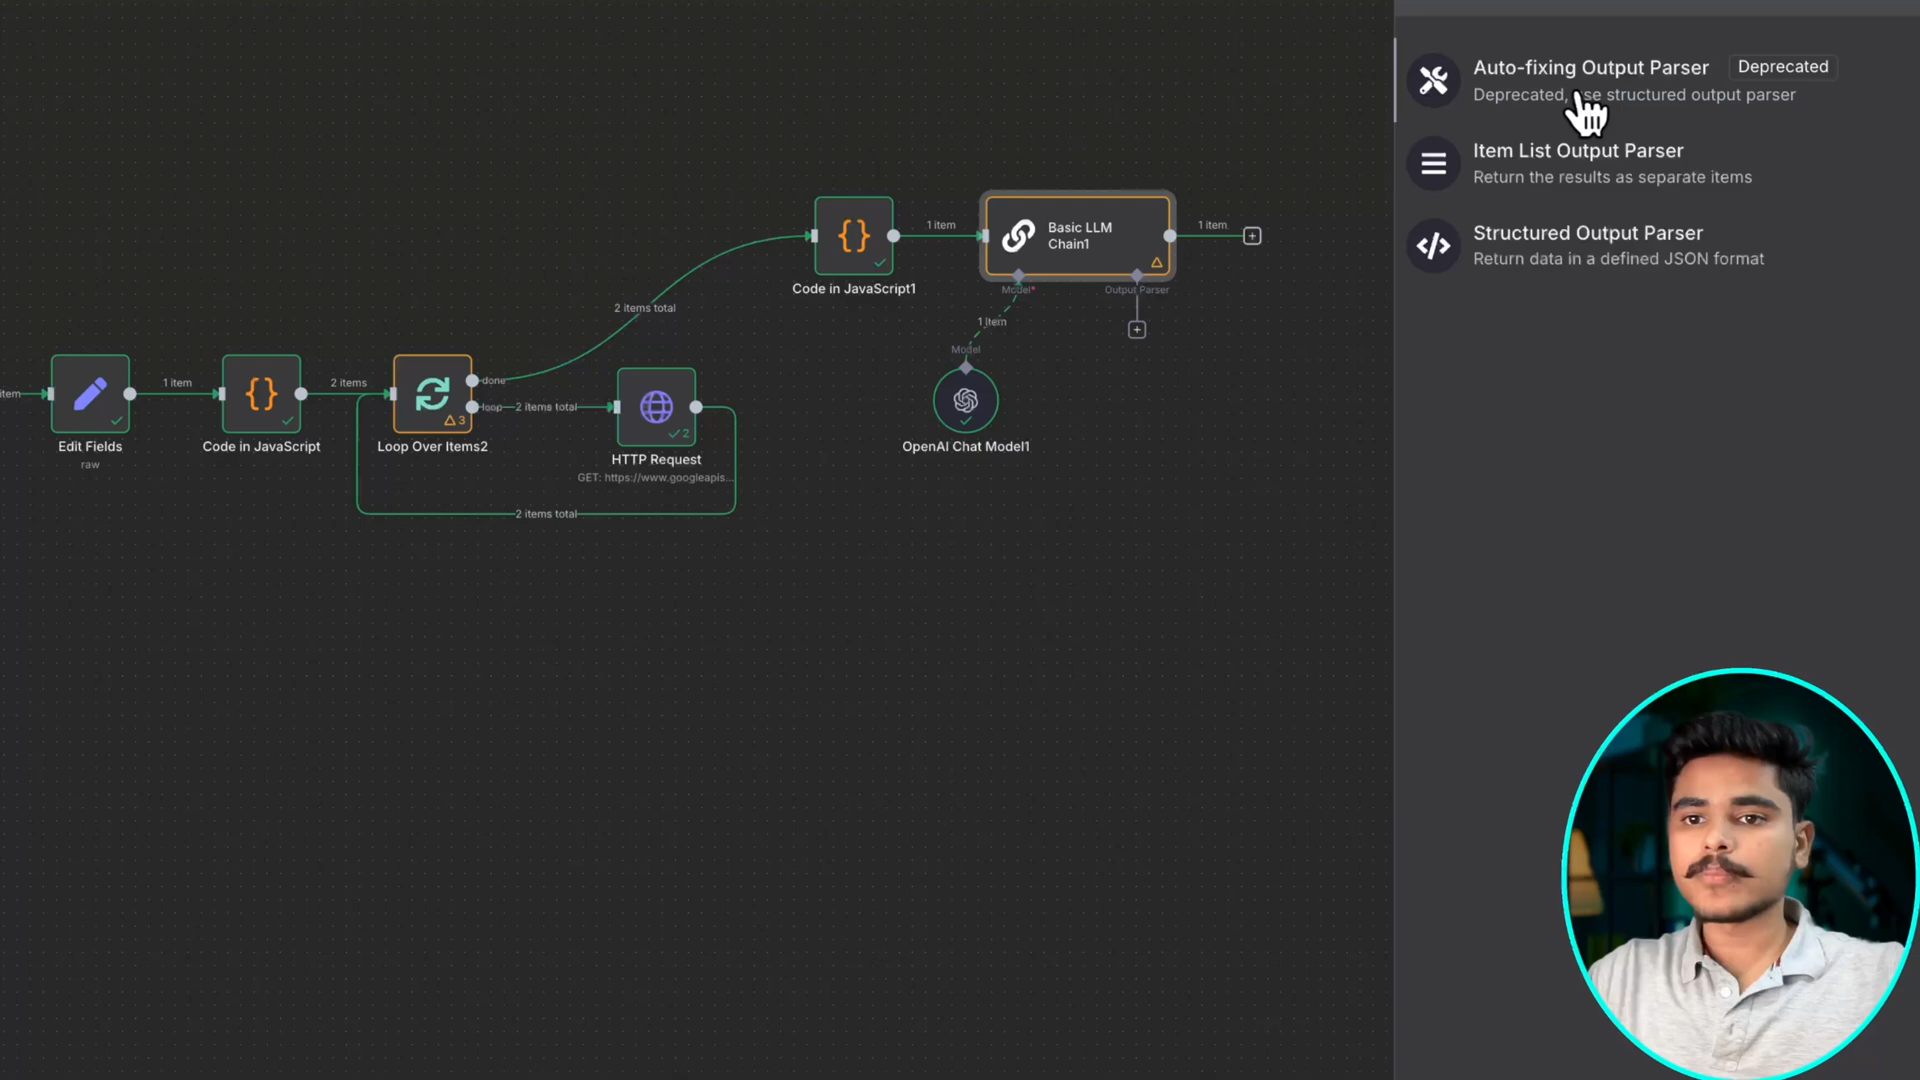 Auto-fixing Output Parser
Deprecated
Deprecated, se structured output parser
Item List Output Parser
Return the results as separate items
Structured Output Parser
Return data in a defined JSON format
1 item
Basic LLM
Chain1
1 item
Code in JavaScript1
Model*
Output Parser
2 items total
1 item
Model
OpenAI Chat Model1
item
1 item
2 items
done
loop
2 items total
3
2
Edit Fields
raw
Code in JavaScript
Loop Over Items2
HTTP Request
GET: https://www.googleapis...
2 items total